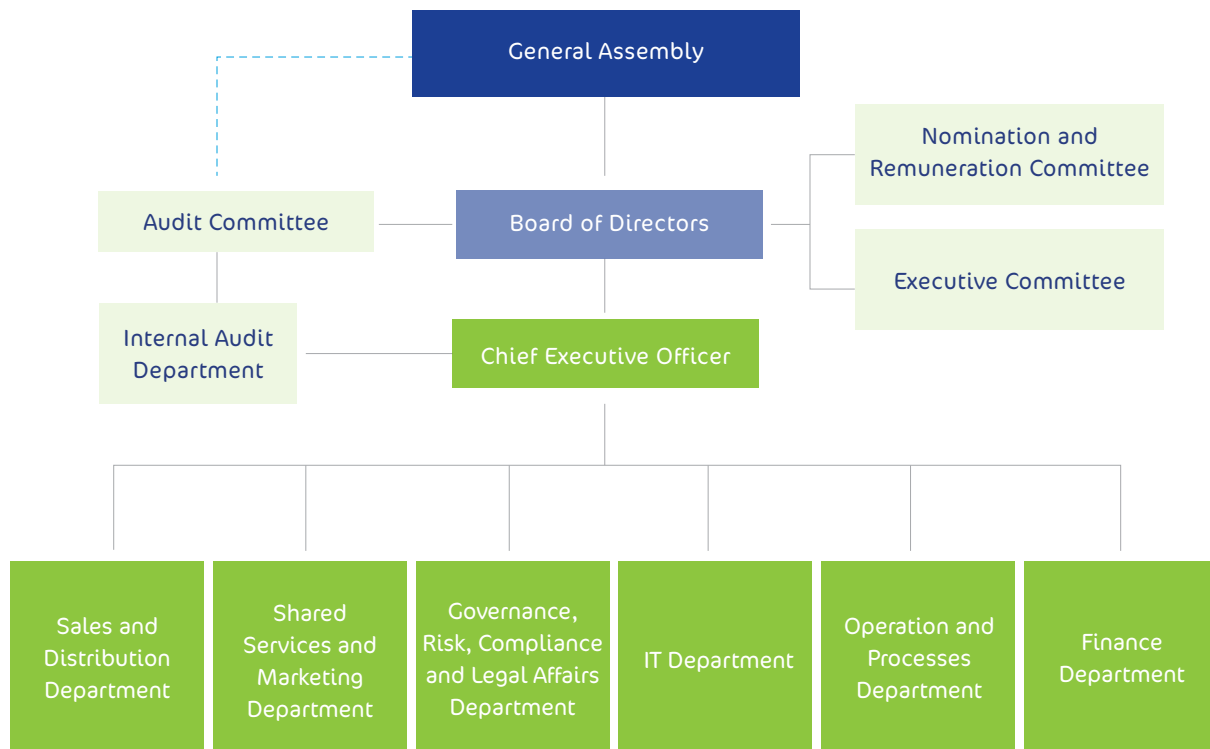 General Assembly
Nomination and
Remuneration Committee
Audit Committee
Board of Directors
Executive Committee
Internal Audit
Department
Chief Executive Officer
Sales and
Distribution
Department
Shared
Services and
Marketing
Department
Governance,
Risk, Compliance
and Legal Affairs
Department
IT Department
Operation and
Processes
Department
Finance
Department